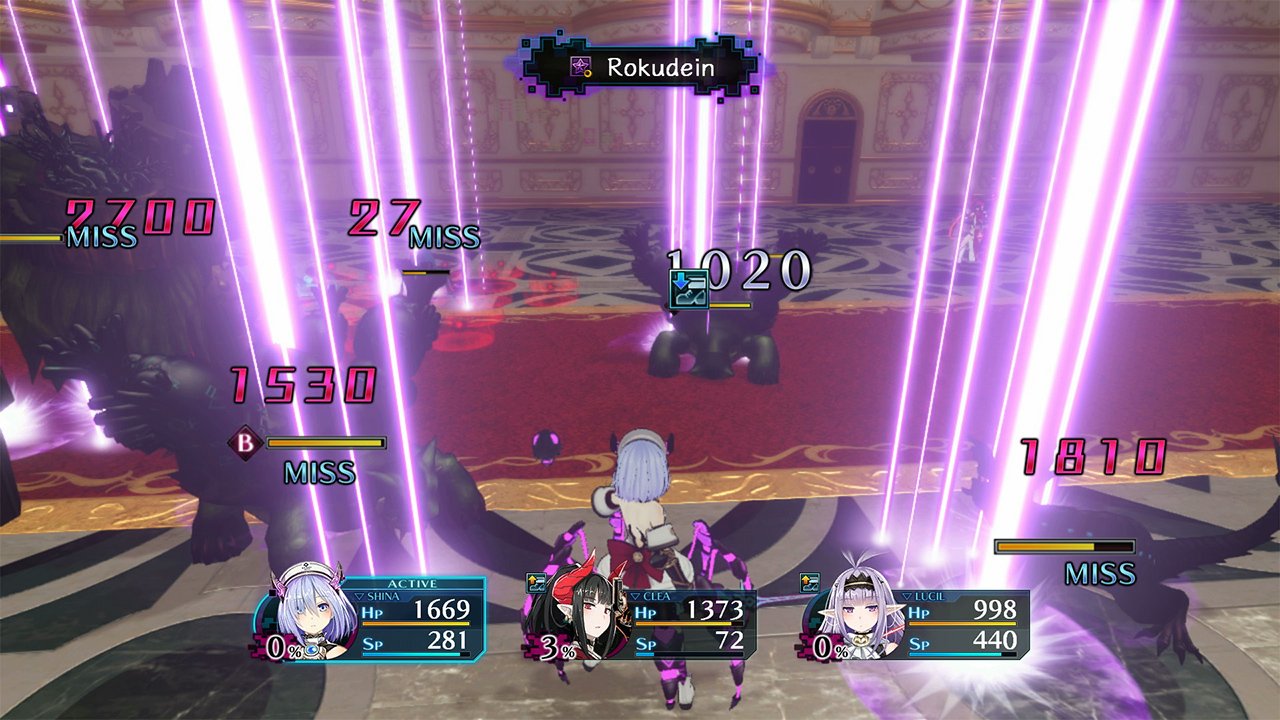 Rokudein
2700
MISS
27
MISS
1020
1530
B
MISS
1810
MISS
ACTIVE
SHINA
Hp 1669
Sp 281
0%
CLEA
Hp 1373
Sp 72
3%
LUCIL
Hp 998
Sp 440
0%